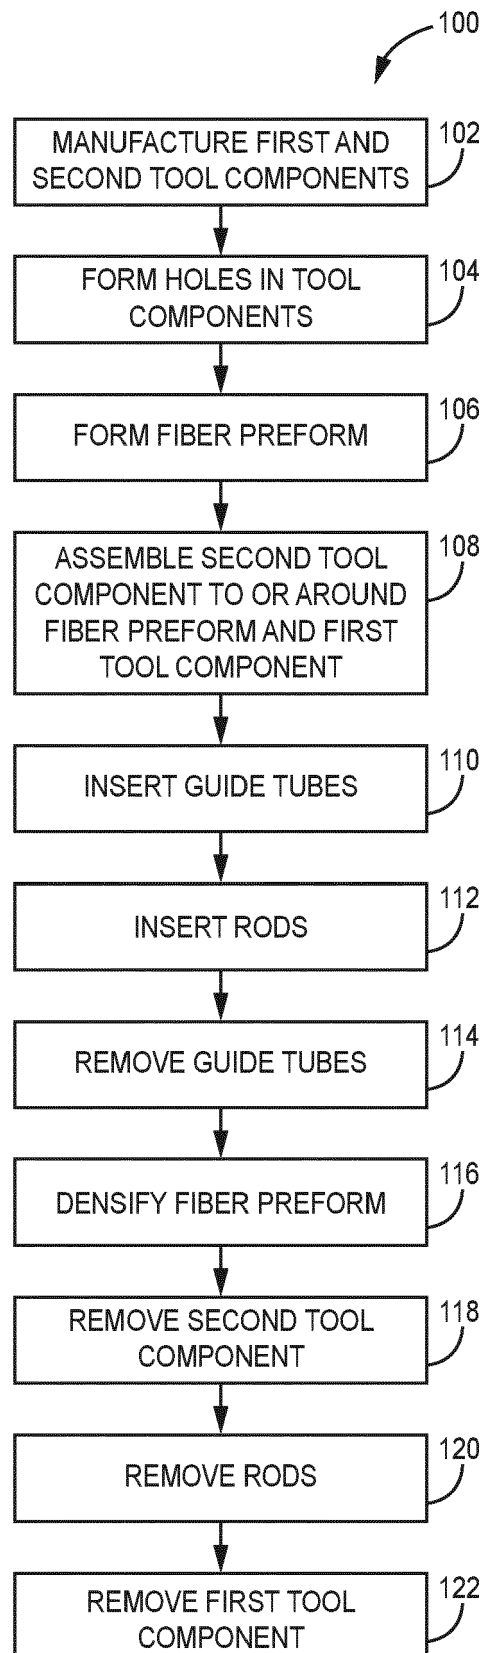 100
MANUFACTURE FIRST AND
SECOND TOOL COMPONENTS
102
FORM HOLES IN TOOL
COMPONENTS
104
FORM FIBER PREFORM
106
ASSEMBLE SECOND TOOL
COMPONENT TO OR AROUND
FIBER PREFORM AND FIRST
TOOL COMPONENT
108
INSERT GUIDE TUBES
110
INSERT RODS
112
REMOVE GUIDE TUBES
114
DENSIFY FIBER PREFORM
116
REMOVE SECOND TOOL
COMPONENT
118
REMOVE RODS
120
REMOVE FIRST TOOL
COMPONENT
122